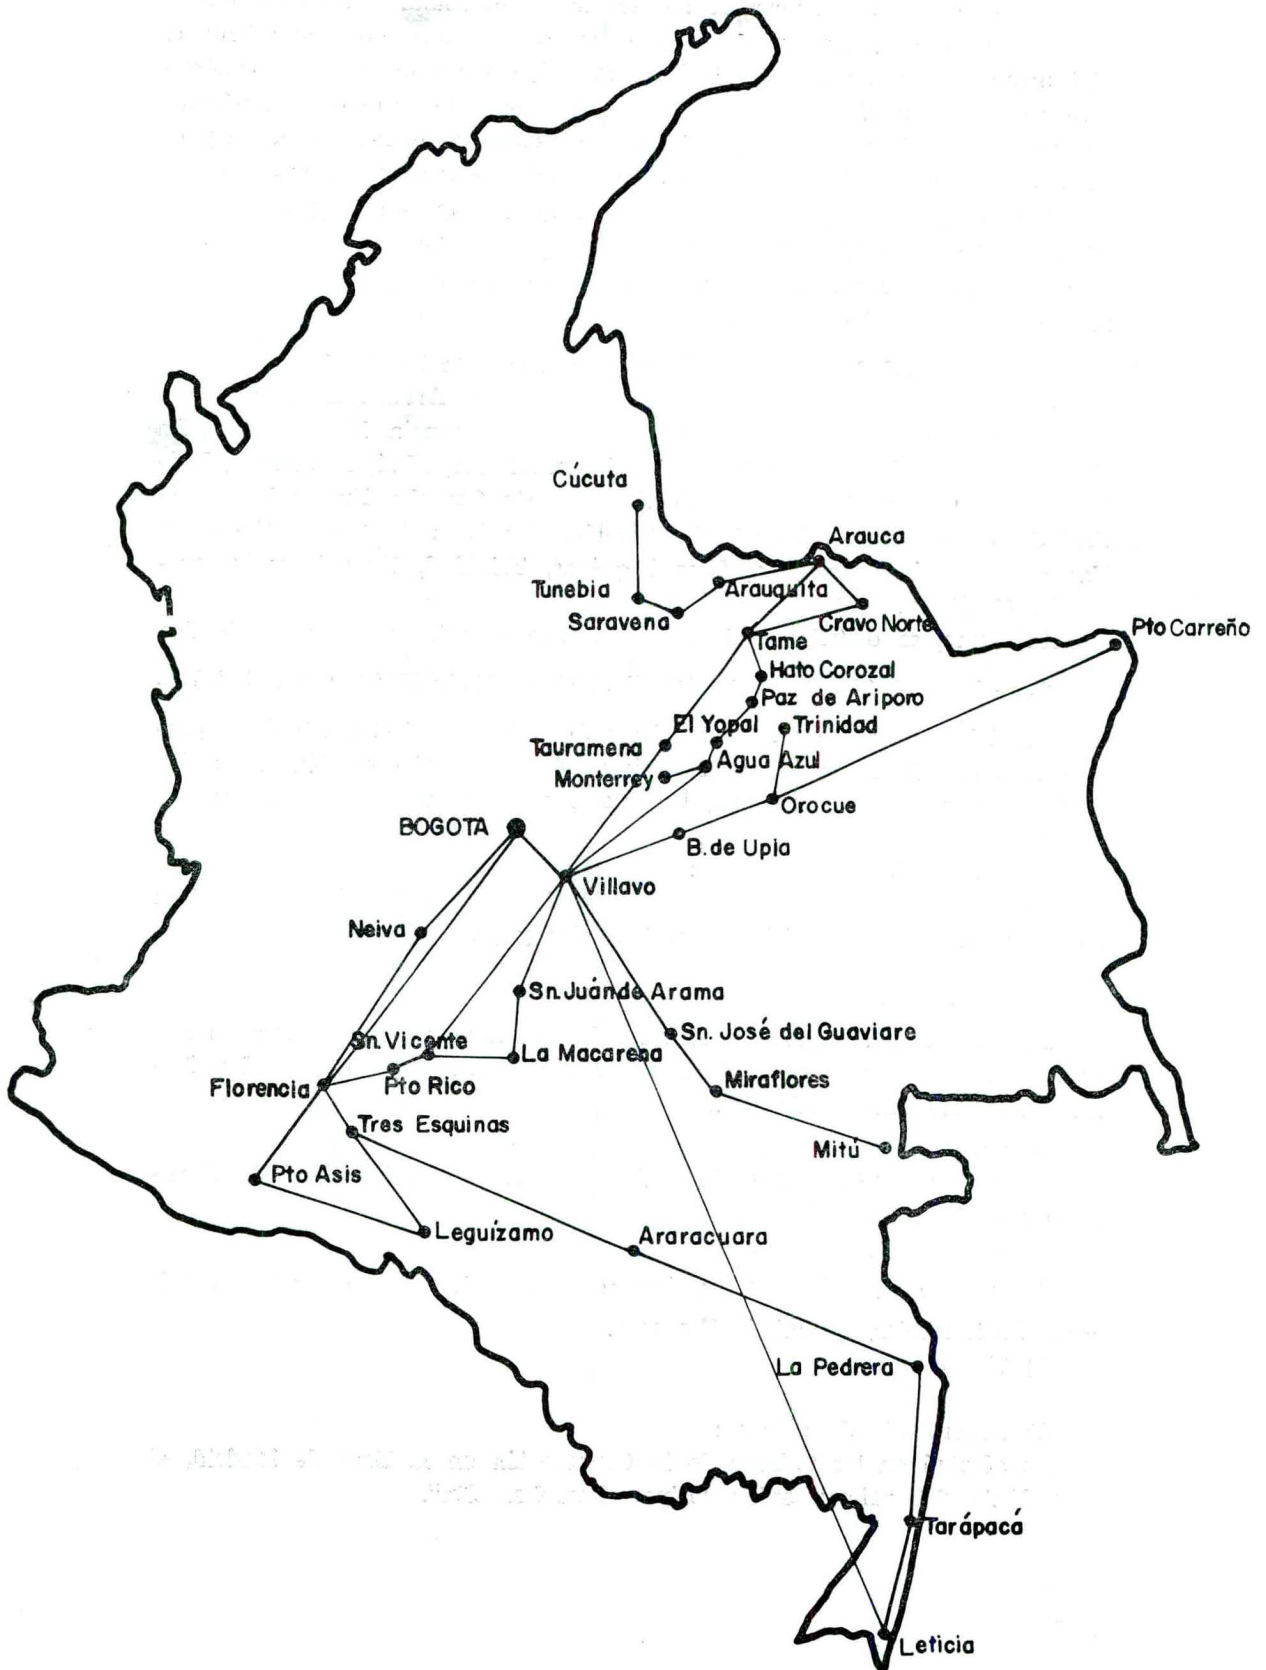 Cúcuta
Arauca
Tunebia
Arauquita
Saravena
Cravo Norte
Pto Carreño
Tame
Hato Corozal
Paz de Ariporo
El Yopal
Trinidad
Tauramena
Agua Azul
Monterrey
Orocue
BOGOTA
B. de Upia
Villavo
Neiva
Sn. Juán de Arama
Sn. José del Guaviare
Sn. Vicente
La Macarena
Miraflores
Florencia
Pto Rico
Tres Esquinas
Mitú
Pto Asis
Leguízamo
Araracuara
La Pedrera
Tarápacá
Leticia